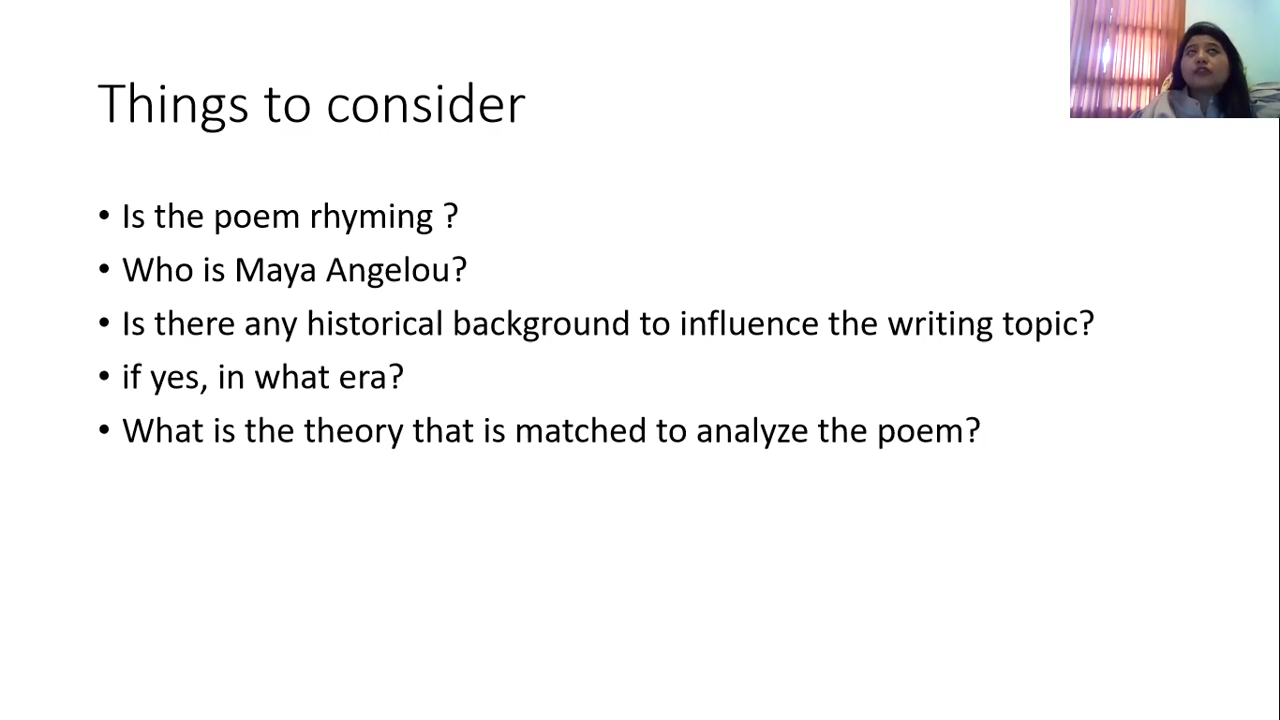 Things to consider
• Is the poem rhyming ?
• Who is Maya Angelou?
• Is there any historical background to influence the writing topic?
• if yes, in what era?
• What is the theory that is matched to analyze the poem?